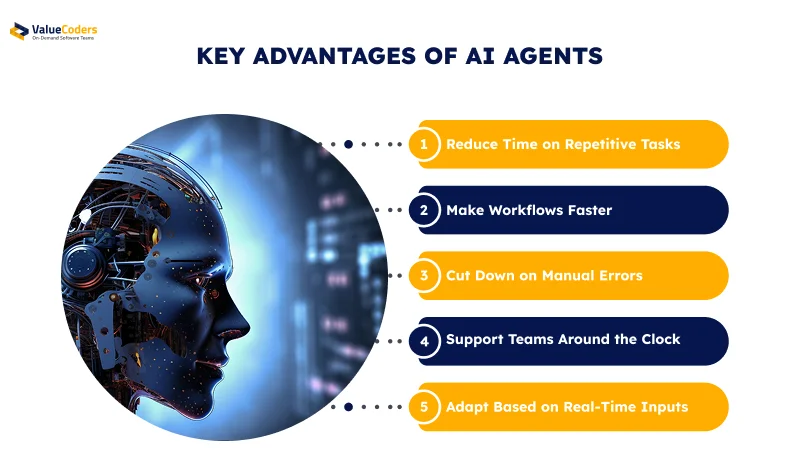 ValueCoders
On-Demand Software Teams
KEY ADVANTAGES OF AI AGENTS
1 Reduce Time on Repetitive Tasks
2 Make Workflows Faster
3 Cut Down on Manual Errors
4 Support Teams Around the Clock
5 Adapt Based on Real-Time Inputs